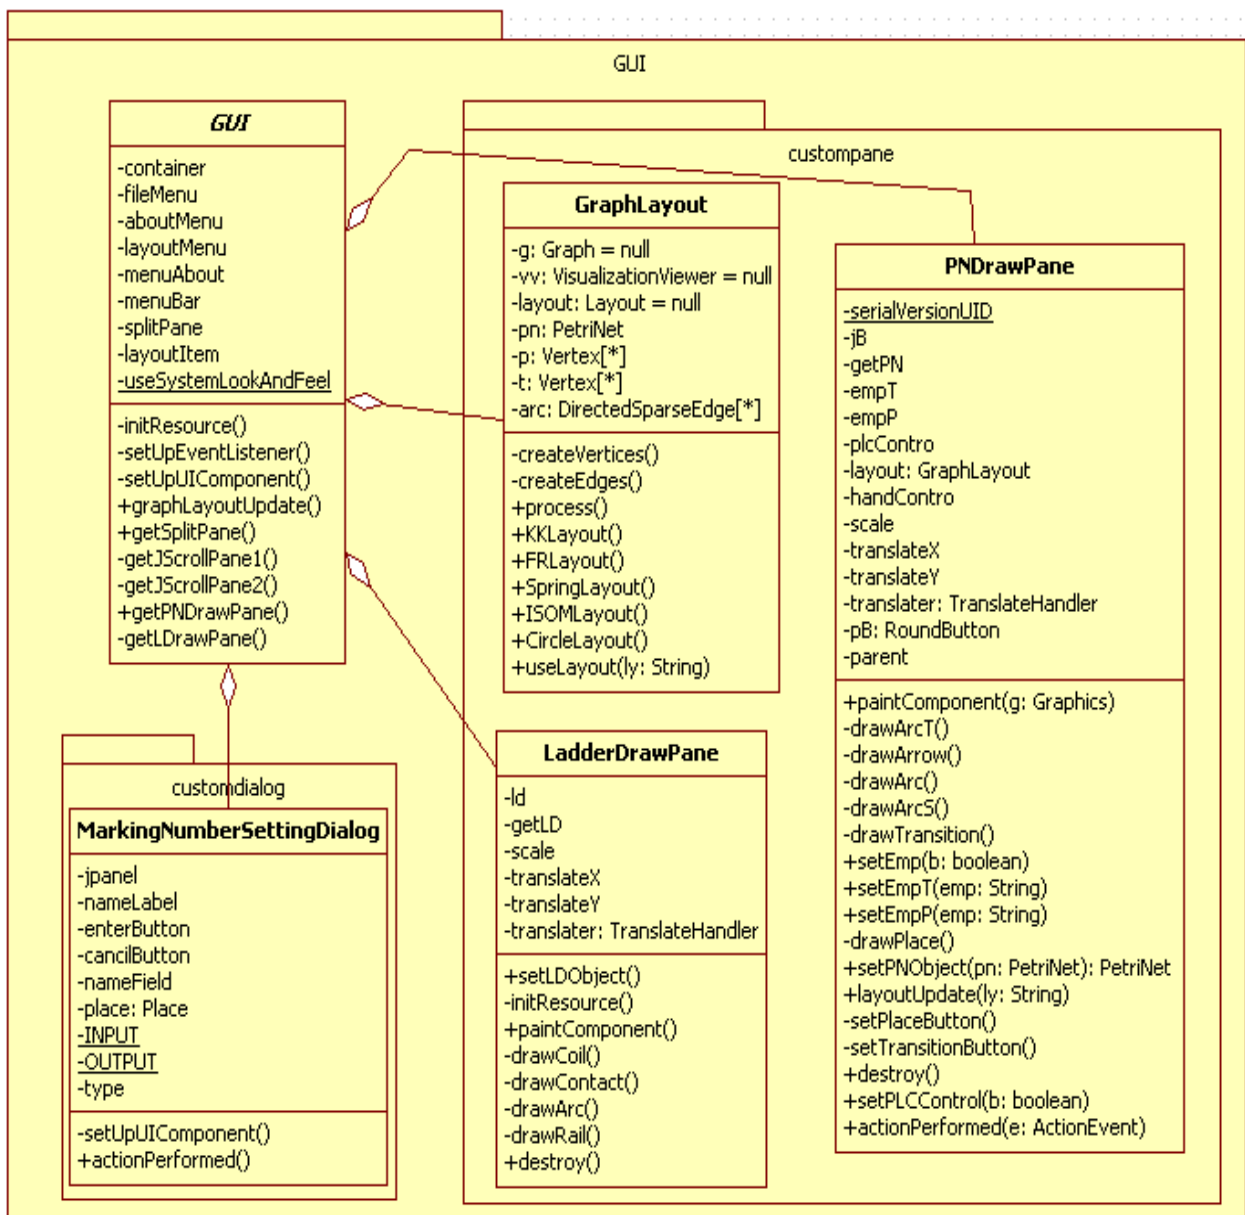 GUI
GUI
-container
-fileMenu
-aboutMenu
-layoutMenu
-menuAbout
-menuBar
-splitPane
-layoutItem
-useSystemLookAndFeel
-initResource()
-setUpEventListener()
-setUpUIComponent()
+graphLayoutUpdate()
+getSplitPane()
-getJScrollPane1()
-getJScrollPane2()
+getPNDrawPane()
-getLDrawPane()
custompane
GraphLayout
-g: Graph = null
-vv: VisualizationViewer = null
-layout: Layout = null
-pn: PetriNet
-p: Vertex[*]
-t: Vertex[*]
-arc: DirectedSparseEdge[*]
-createVertices()
-createEdges()
+process()
+KKLayout()
+FRLayout()
+SpringLayout()
+ISOMLayout()
+CircleLayout()
+useLayout(ly: String)
PNDrawPane
-serialVersionUID
-jB
-getPN
-empT
-empP
-plcContro
-layout: GraphLayout
-handContro
-scale
-translateX
-translateY
-translater: TranslateHandler
-pB: RoundButton
-parent
+paintComponent(g: Graphics)
-drawArcT()
-drawArrow()
-drawArc()
-drawArcS()
-drawTransition()
+setEmp(b: boolean)
+setEmpT(emp: String)
+setEmpP(emp: String)
-drawPlace()
+setPNObject(pn: PetriNet): PetriNet
+layoutUpdate(ly: String)
-setPlaceButton()
-setTransitionButton()
+destroy()
+setPLCControl(b: boolean)
+actionPerformed(e: ActionEvent)
LadderDrawPane
-ld
-getLD
-scale
-translateX
-translateY
-translater: TranslateHandler
+setLDObject()
-initResource()
+paintComponent()
-drawCoil()
-drawContact()
-drawArc()
-drawRail()
+destroy()
customdialog
MarkingNumberSettingDialog
-jpanel
-nameLabel
-enterButton
-cancilButton
-nameField
-place: Place
-INPUT
-OUTPUT
-type
-setUpUIComponent()
+actionPerformed()